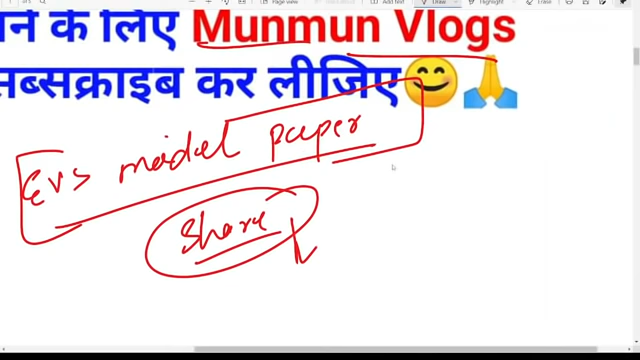 ने के लिए Munmun Vlogs
सब्सक्राइब कर लीजिए😊🙏
Evs model paper
Share